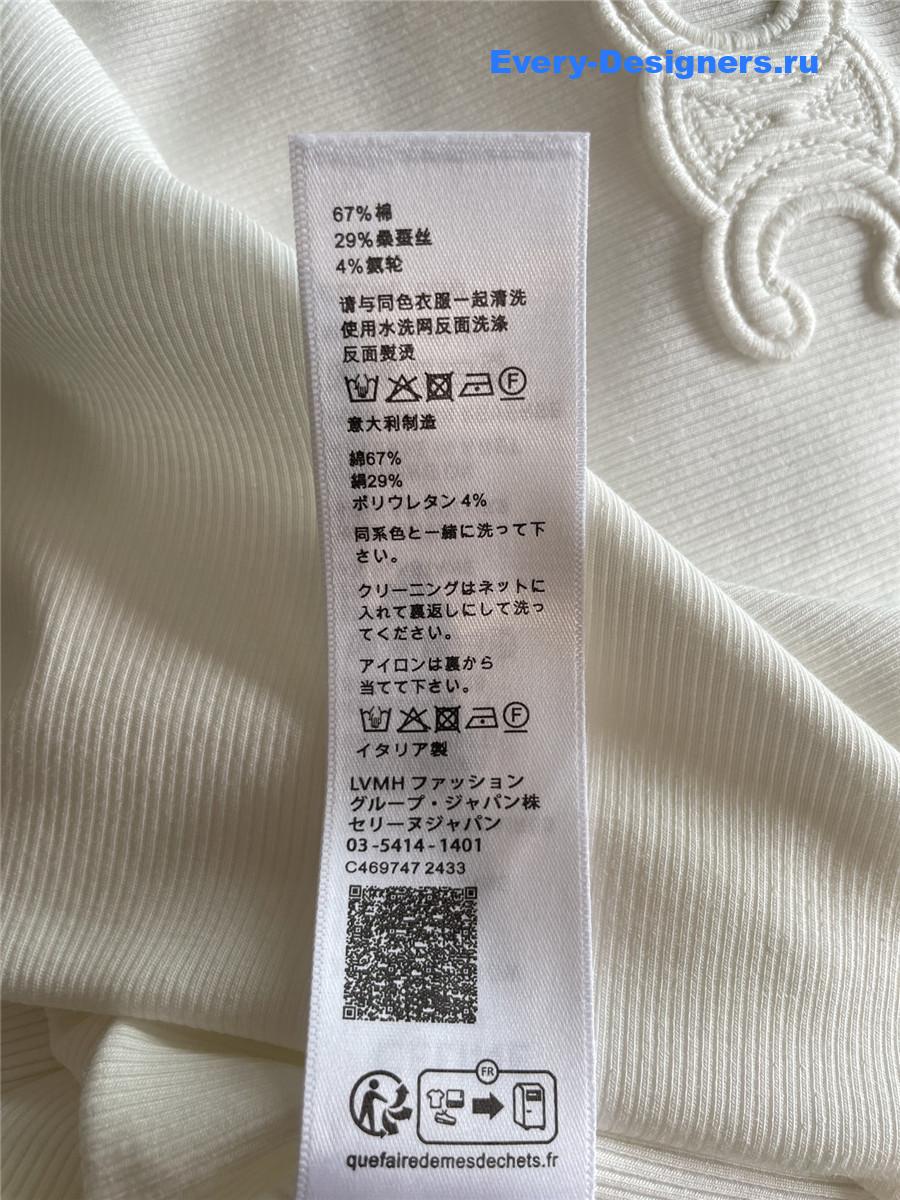 Every-Designers.ru
67%棉
29%桑蚕丝
4%氨轮
请与同色衣服一起清洗
使用水洗网反面洗涤
反面熨烫
F
意大利制造
綿67%
絹29%
ポリウレタン 4%
同系色と一緒に洗って下
さい。
クリーニングはネットに
入れて裏返しにして洗っ
てください。
アイロンは裏から
当てて下さい。
F
イタリア製
LVMH ファッション
グループ・ジャパン株
セリーヌジャパン
03-5414-1401
C469747 2433
FR
quefairedemesdechets.fr